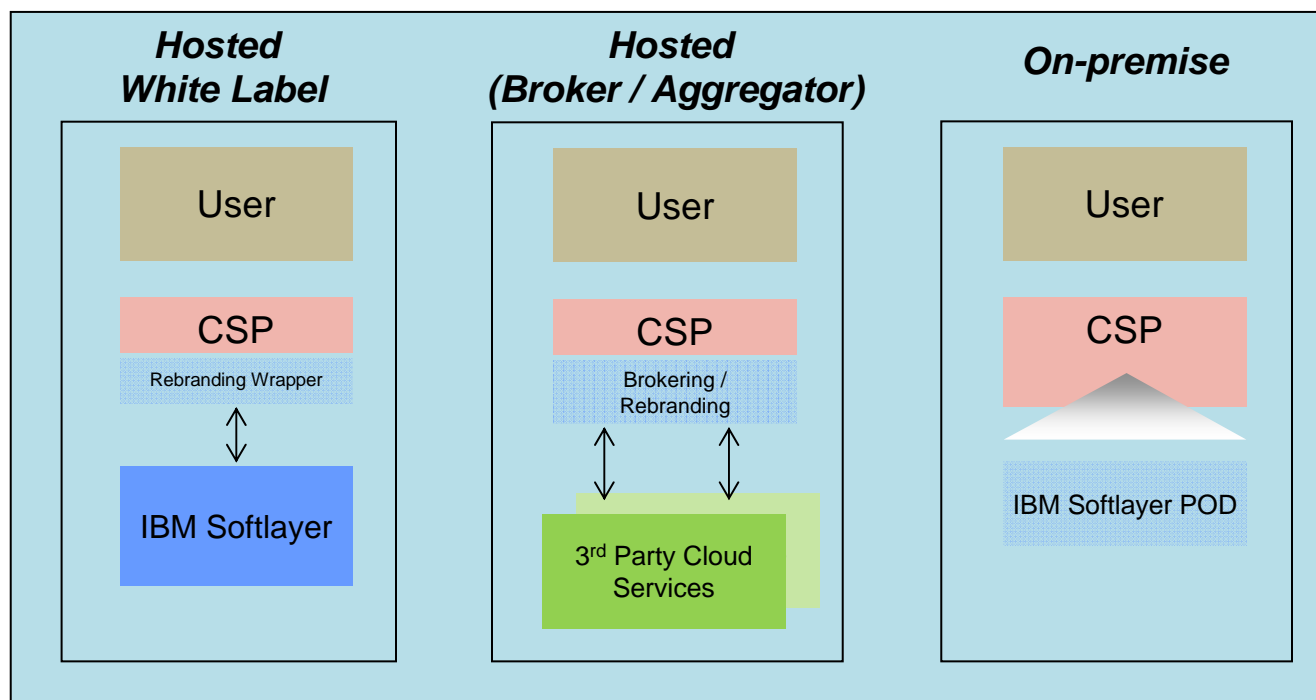 Hosted
White Label
User
CSP
Rebranding Wrapper
IBM Softlayer
Hosted
(Broker / Aggregator)
User
CSP
Brokering /
Rebranding
3rd Party Cloud
Services
On-premise
User
CSP
IBM Softlayer POD